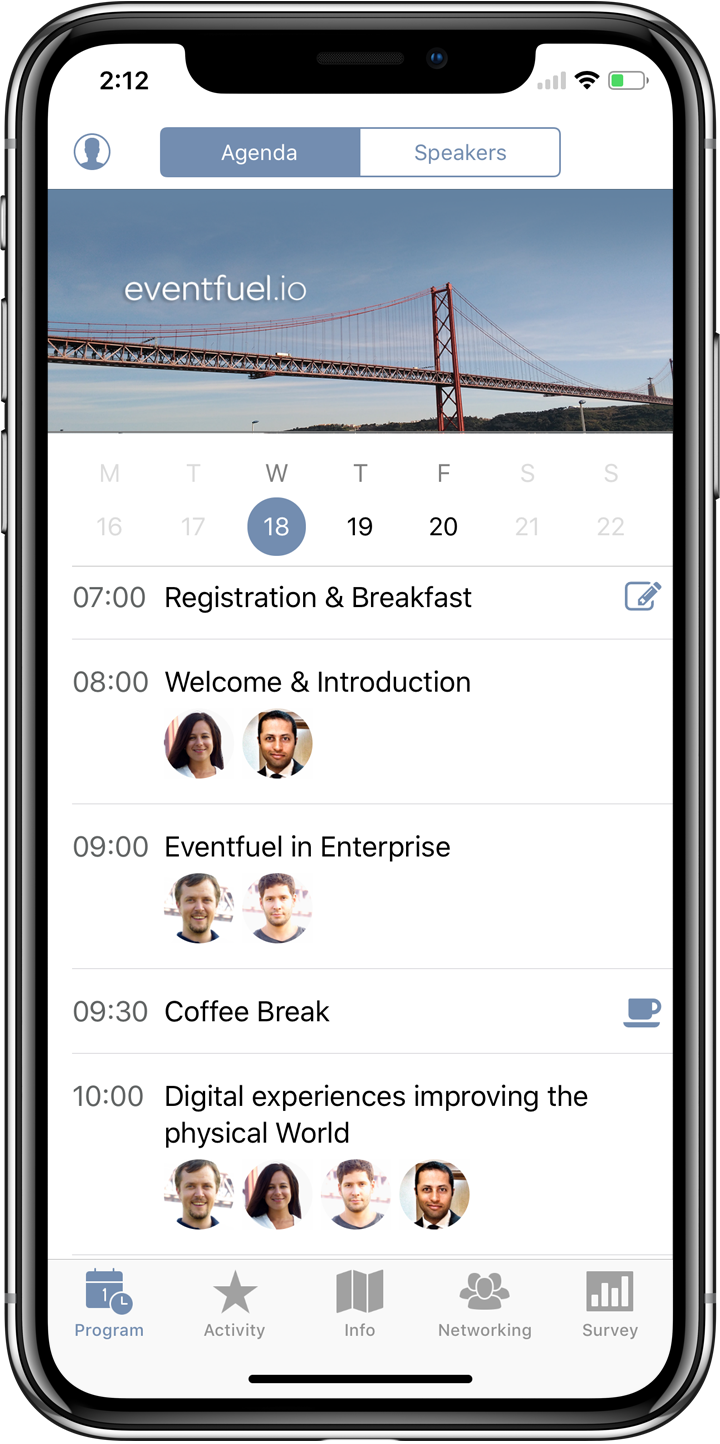 2:12
Agenda Speakers
eventfuel.io
M T W T F S S
16 17 18 19 20 21 22
07:00 Registration & Breakfast
08:00 Welcome & Introduction
09:00 Eventfuel in Enterprise
09:30 Coffee Break
10:00 Digital experiences improving the
physical World
1
Program Activity Info Networking Survey